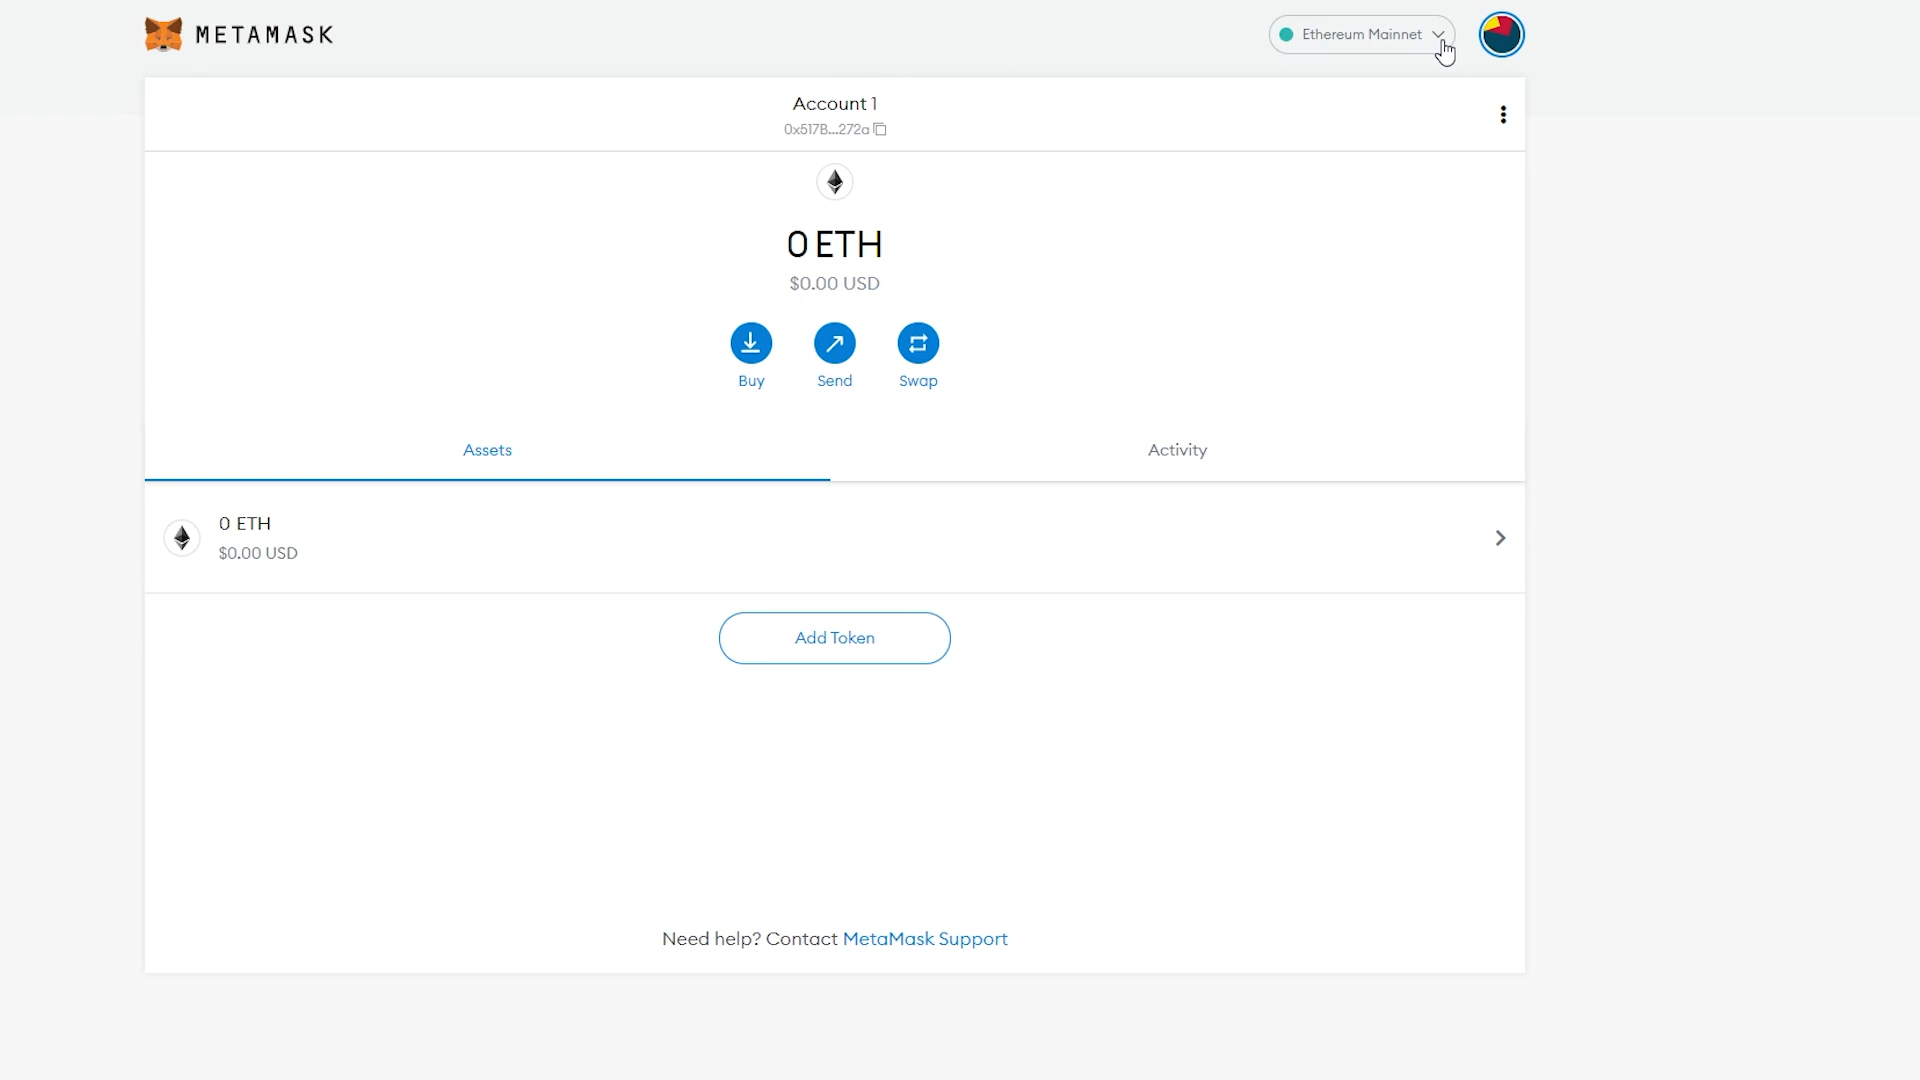 METAMASK
Ethereum Mainnet
Account 1
0x517B...272a
0 ETH
$0.00 USD
Buy
Send
Swap
Assets
Activity
0 ETH
$0.00 USD
Add Token
Need help? Contact MetaMask Support